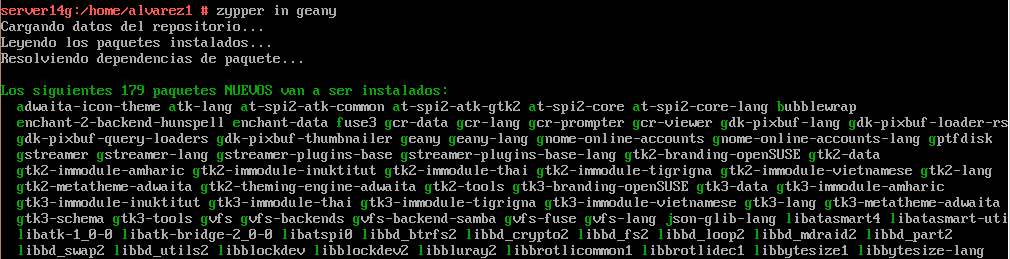 server14g:/home/alvarez1 # zypper in geany
Cargando datos del repositorio...
Leyendo los paquetes instalados...
Resolviendo dependencias de paquete...
Los siguientes 179 paquetes NUEVOS van a ser instalados:
adwaita-icon-theme atk-lang at-spi2-atk-common at-spi2-atk-gtk2 at-spi2-core at-spi2-core-lang bubblewrap
enchant-2-backend-hunspell enchant-data fuse3 gcr-data gcr-lang gcr-prompter gcr-viewer gdk-pixbuf-lang gdk-pixbuf-loader-rs
gdk-pixbuf-query-loaders gdk-pixbuf-thumbnailer geany geany-lang gnome-online-accounts gnome-online-accounts-lang gptfdisk
gstreamer gstreamer-lang gstreamer-plugins-base gstreamer-plugins-base-lang gtk2-branding-openSUSE gtk2-data
gtk2-immodule-amharic gtk2-immodule-inuktitut gtk2-immodule-thai gtk2-immodule-tigrigna gtk2-immodule-vietnamese gtk2-lang
gtk2-metatheme-adwaita gtk2-theming-engine-adwaita gtk2-tools gtk3-branding-openSUSE gtk3-data gtk3-immodule-amharic
gtk3-immodule-inuktitut gtk3-immodule-thai gtk3-immodule-tigrigna gtk3-immodule-vietnamese gtk3-lang gtk3-metatheme-adwaita
gtk3-schema gtk3-tools gvfs gvfs-backends gvfs-backend-samba gvfs-fuse gvfs-lang json-glib-lang libatasmart4 libatasmart-uti
libatk-1_0-0 libatk-bridge-2_0-0 libatspi0 libbd_btrfs2 libbd_crypto2 libbd_fs2 libbd_loop2 libbd_mdraid2 libbd_part2
libbd_swap2 libbd_utils2 libblockdev libblockdev2 libbluray2 libbrotlicommon1 libbrotlidec1 libbytesize1 libbytesize-lang